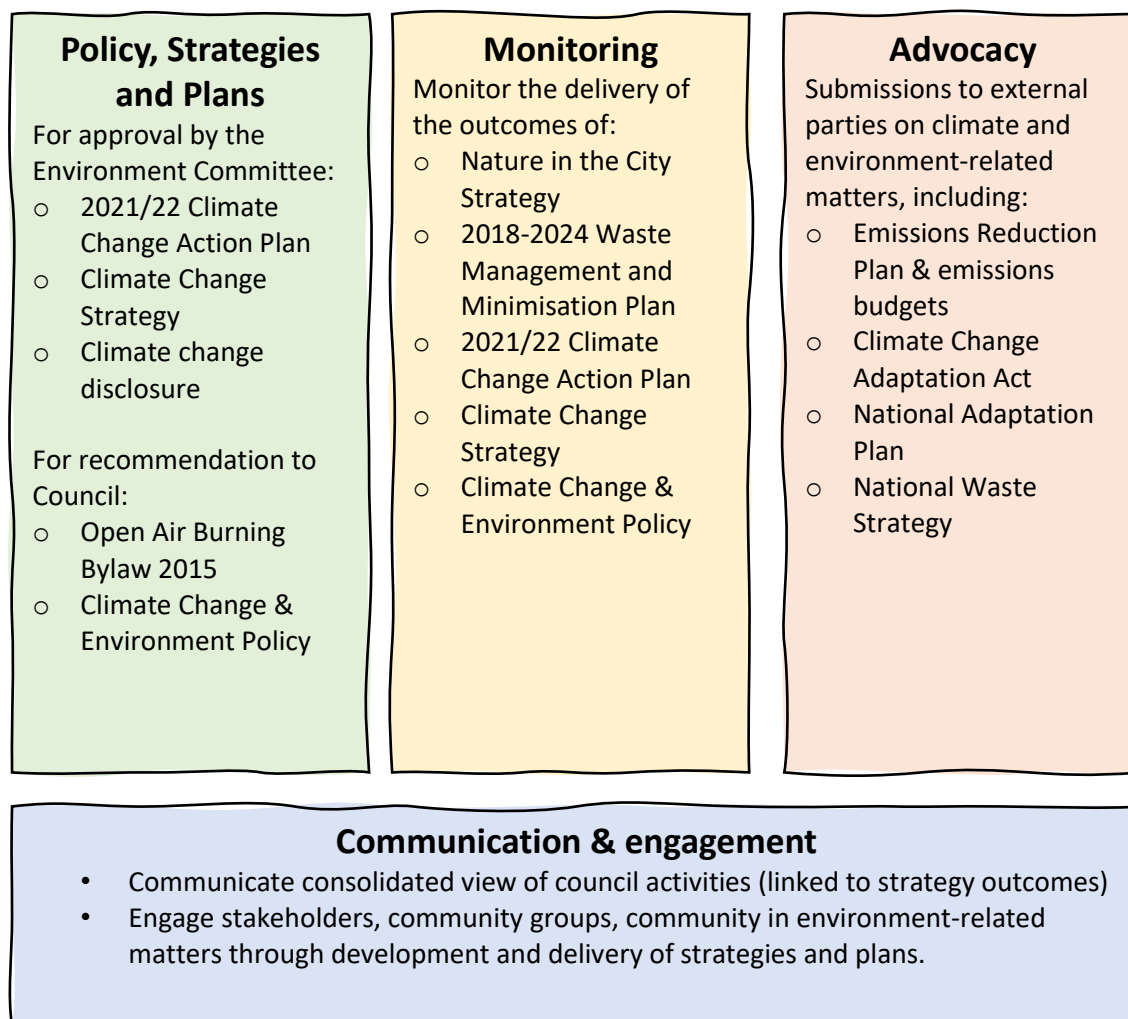 Policy, Strategies
and Plans
For approval by the
Environment Committee:
o 2021/22 Climate
Change Action Plan
o Climate Change
Strategy
o Climate change
disclosure
For recommendation to
Council:
o Open Air Burning
Bylaw 2015
o Climate Change &
Environment Policy
Monitoring
Monitor the delivery of
the outcomes of:
o Nature in the City
Strategy
o 2018-2024 Waste
Management and
Minimisation Plan
o 2021/22 Climate
Change Action Plan
o Climate Change
Strategy
o Climate Change &
Environment Policy
Advocacy
Submissions to external
parties on climate and
environment-related
matters, including:
o Emissions Reduction
Plan & emissions
budgets
o Climate Change
Adaptation Act
o National Adaptation
Plan
o National Waste
Strategy
Communication & engagement
• Communicate consolidated view of council activities (linked to strategy outcomes)
• Engage stakeholders, community groups, community in environment-related
matters through development and delivery of strategies and plans.